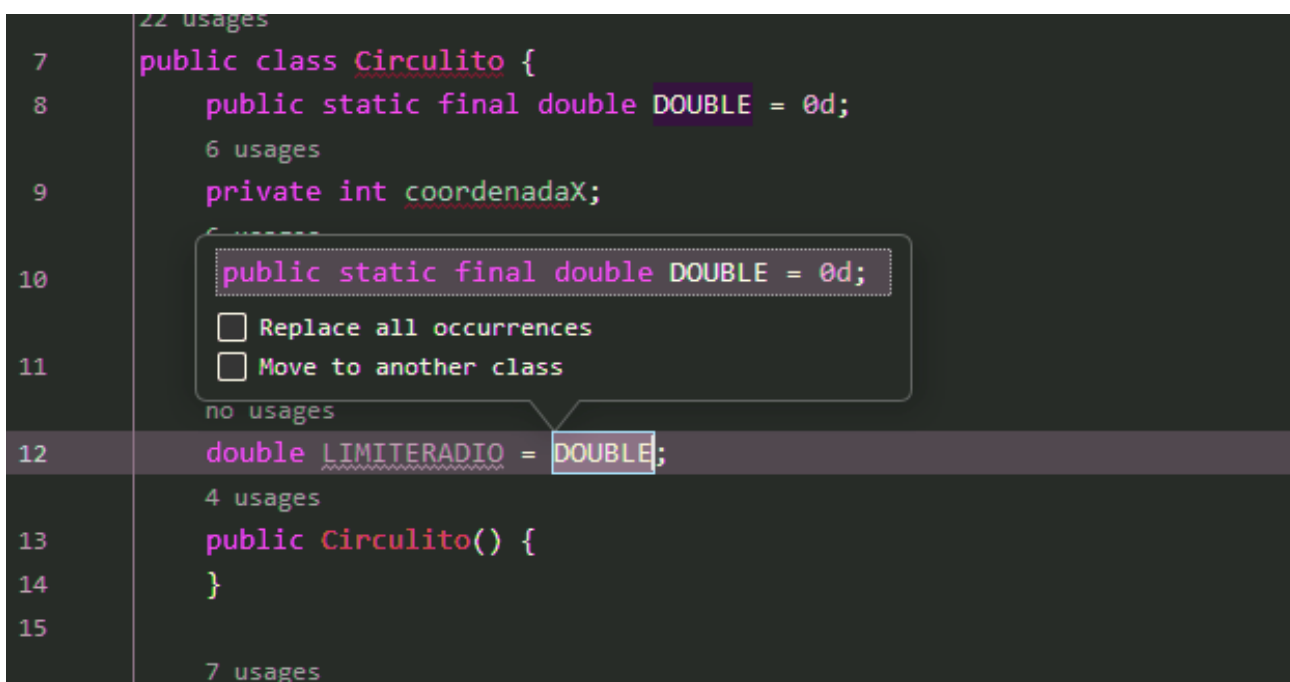 22 usages
7 public class Circulito {
8 public static final double DOUBLE = 0d;
6 usages
9 private int coordenadaX;
6 usages
public static final double DOUBLE = 0d;
10
Replace all occurrences
11 Move to another class
no usages
12 double LIMITERADIO = DOUBLE;
4 usages
13 public Circulito() {
14 }
15
7 usages